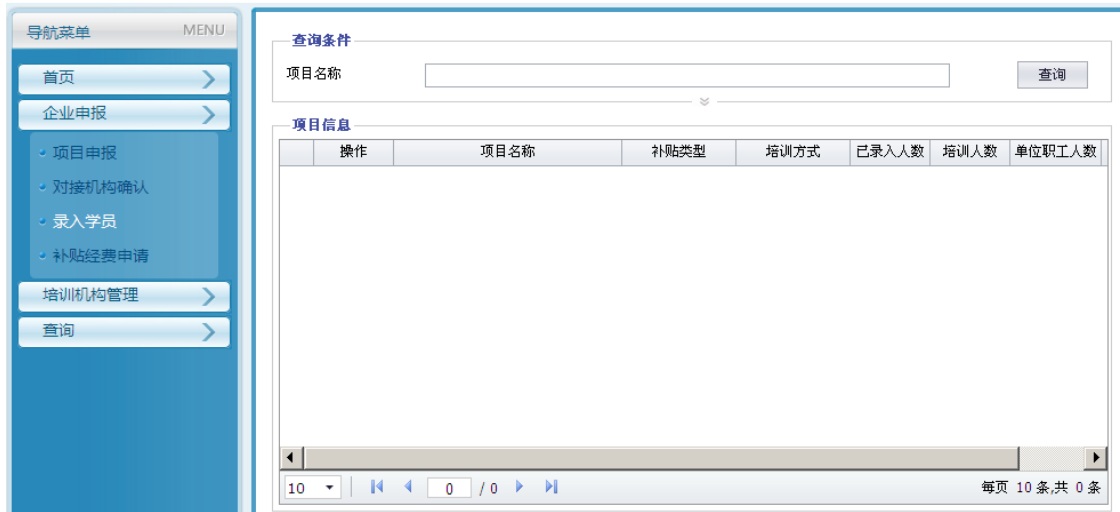 导航菜单 MENU
首页
企业申报
项目申报
对接机构确认
录入学员
补贴经费申请
培训机构管理
查询
查询条件
项目名称 查询
项目信息
操作 项目名称 补贴类型 培训方式 已录入人数 培训人数 单位职工人数
10 0 / 0 每页 10 条,共 0 条